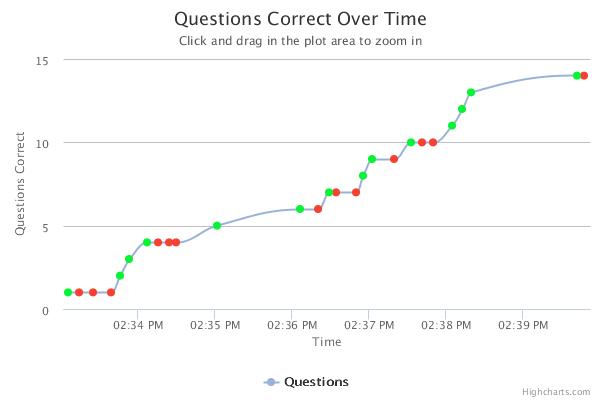 Questions Correct Over Time
Click and drag in the plot area to zoom in
Questions Correct
15
10
5
0
02:34 PM
02:35 PM
02:36 PM
02:37 PM
02:38 PM
02:39 PM
Time
Questions
Highcharts.com